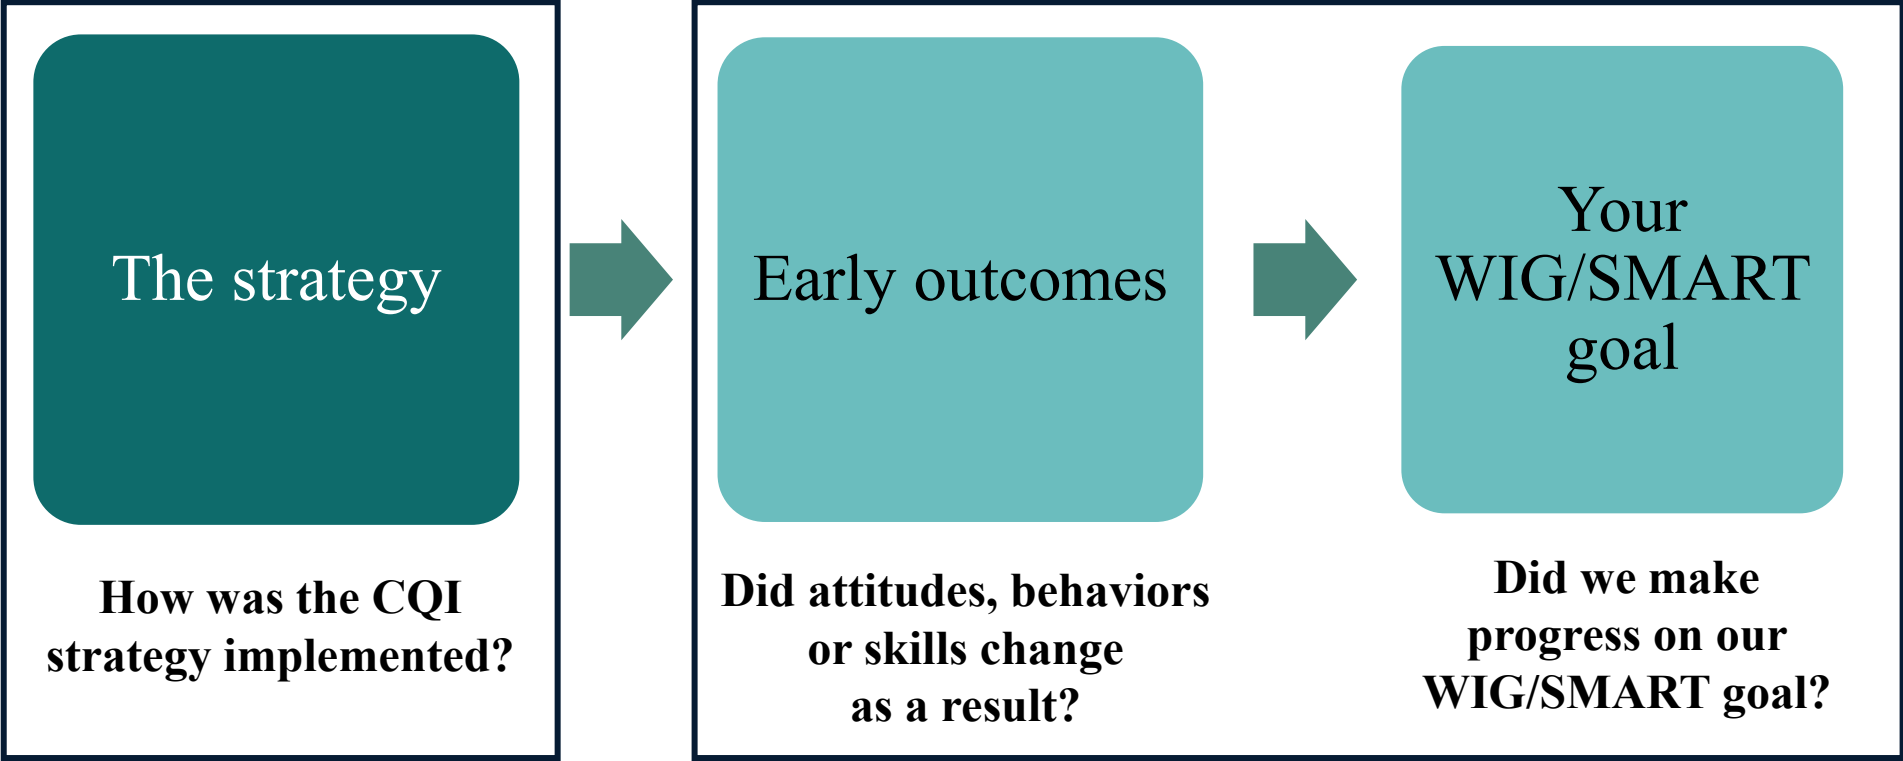 The strategy
How was the CQI
strategy implemented?
Early outcomes
Did attitudes, behaviors
or skills change
as a result?
Your
WIG/SMART
goal
Did we make
progress on our
WIG/SMART goal?